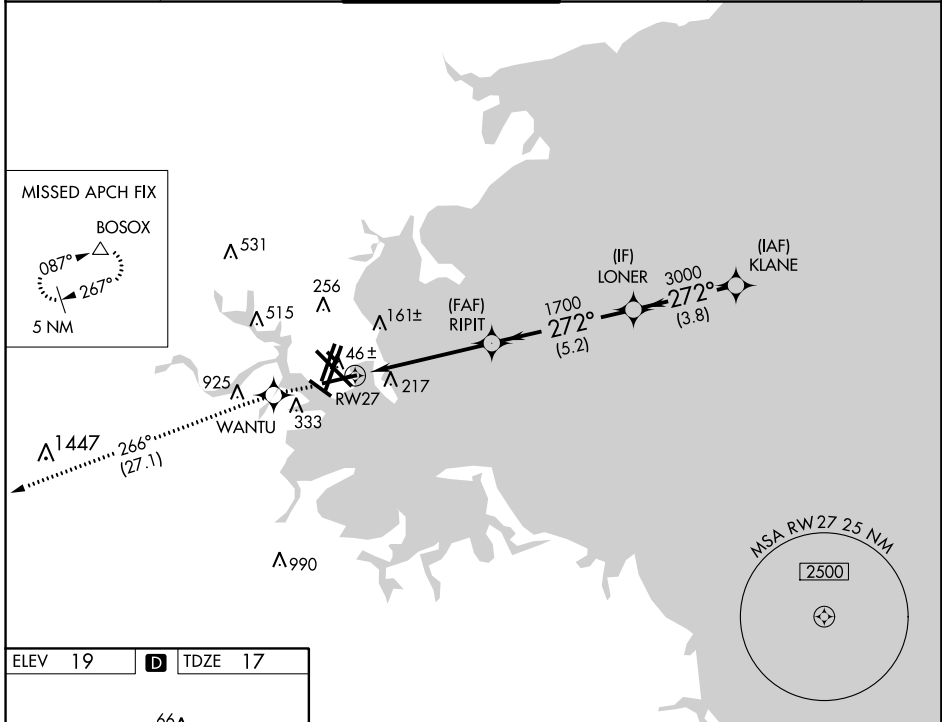 MISSED APCH FIX
BOSOX
087°
267°
5 NM
531
256
515
161±
(FAF)
RIPIT
1700
272°
(5.2)
(IF)
LONER
3000
272°
(3.8)
(IAF)
KLANE
46±
925
217
RW27
WANTU
333
1447
266°
(27.1)
990
MSA RW27 25 NM
2500
ELEV 19 D TDZE 17
66